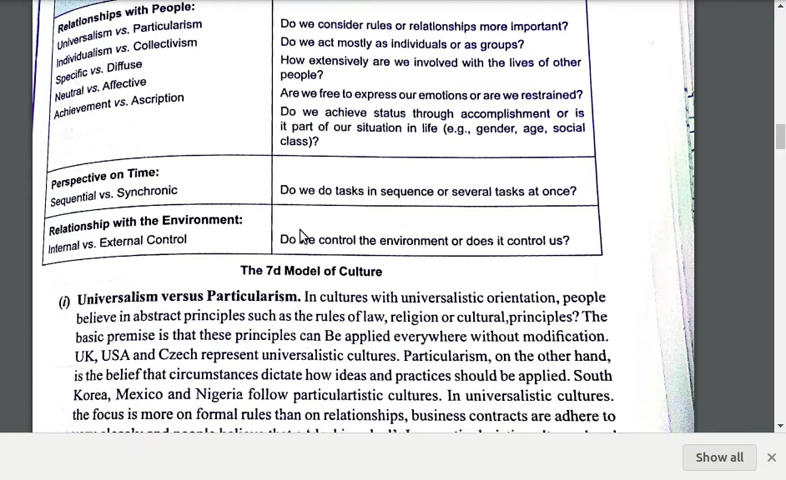 Relationships with People:
Universalism vs. Particularism
Individualism vs. Collectivism
Specific vs. Diffuse
Neutral vs. Affective
Achievement vs. Ascription
Do we consider rules or relationships more important?
Do we act mostly as individuals or as groups?
How extensively are we involved with the lives of other
people?
Are we free to express our emotions or are we restrained?
Do we achieve status through accomplishment or is
it part of our situation in life (e.g., gender, age, social
class)?
Perspective on Time:
Sequential vs. Synchronic
Do we do tasks in sequence or several tasks at once?
Relationship with the Environment:
Internal vs. External Control
Do we control the environment or does it control us?
The 7d Model of Culture
(i) Universalism versus Particularism. In cultures with universalistic orientation, people
believe in abstract principles such as the rules of law, religion or cultural,principles? The
basic premise is that these principles can Be applied everywhere without modification.
UK, USA and Czech represent universalistic cultures. Particularism, on the other hand,
is the belief that circumstances dictate how ideas and practices should be applied. South
Korea, Mexico and Nigeria follow particulartistic cultures. In universalistic cultures.
the focus is more on formal rules than on relationships, business contracts are adhere to
Show all